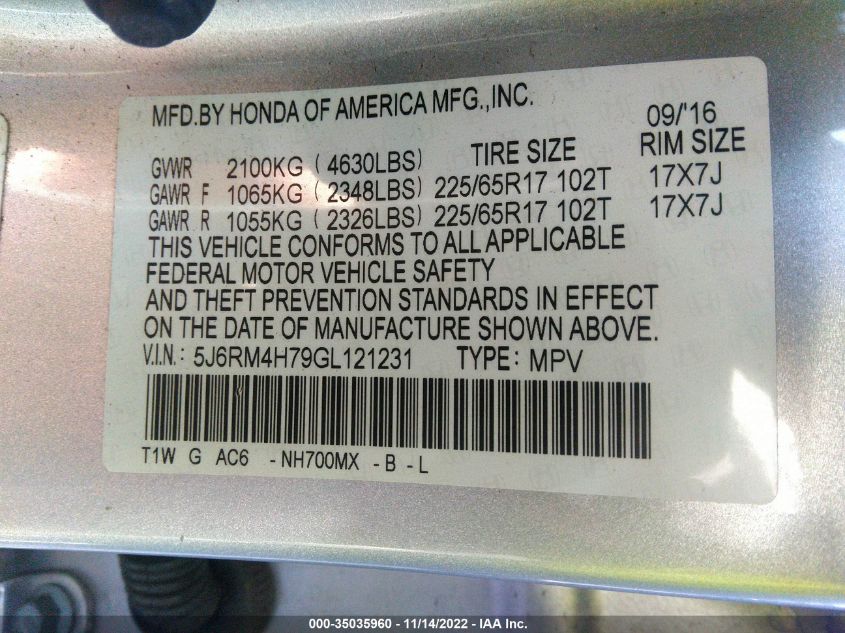 MFD.BY HONDA OF AMERICA MFG.,INC.
09/'16
GVWR 2100KG ( 4630LBS) TIRE SIZE RIM SIZE
GAWR F 1065KG ( 2348LBS) 225/65R17 102T 17X7J
GAWR R 1055KG ( 2326LBS) 225/65R17 102T 17X7J
THIS VEHICLE CONFORMS TO ALL APPLICABLE
FEDERAL MOTOR VEHICLE SAFETY
AND THEFT PREVENTION STANDARDS IN EFFECT
ON THE DATE OF MANUFACTURE SHOWN ABOVE.
V.I.N.: 5J6RM4H79GL121231 TYPE: MPV
T1W G AC6 -NH700MX -B -L
000-35035960 - 11/14/2022 - IAA Inc.